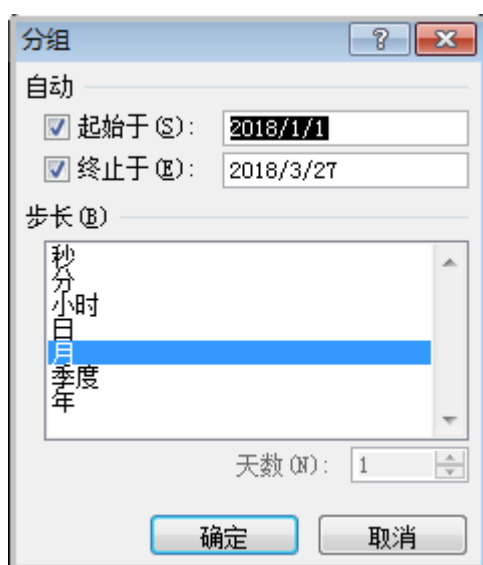 分组
自动
起始于(S): 2018/1/1
终止于(E): 2018/3/27
步长(B)
秒
分
小时
日
月
季度
年
天数(N): 1
确定 取消